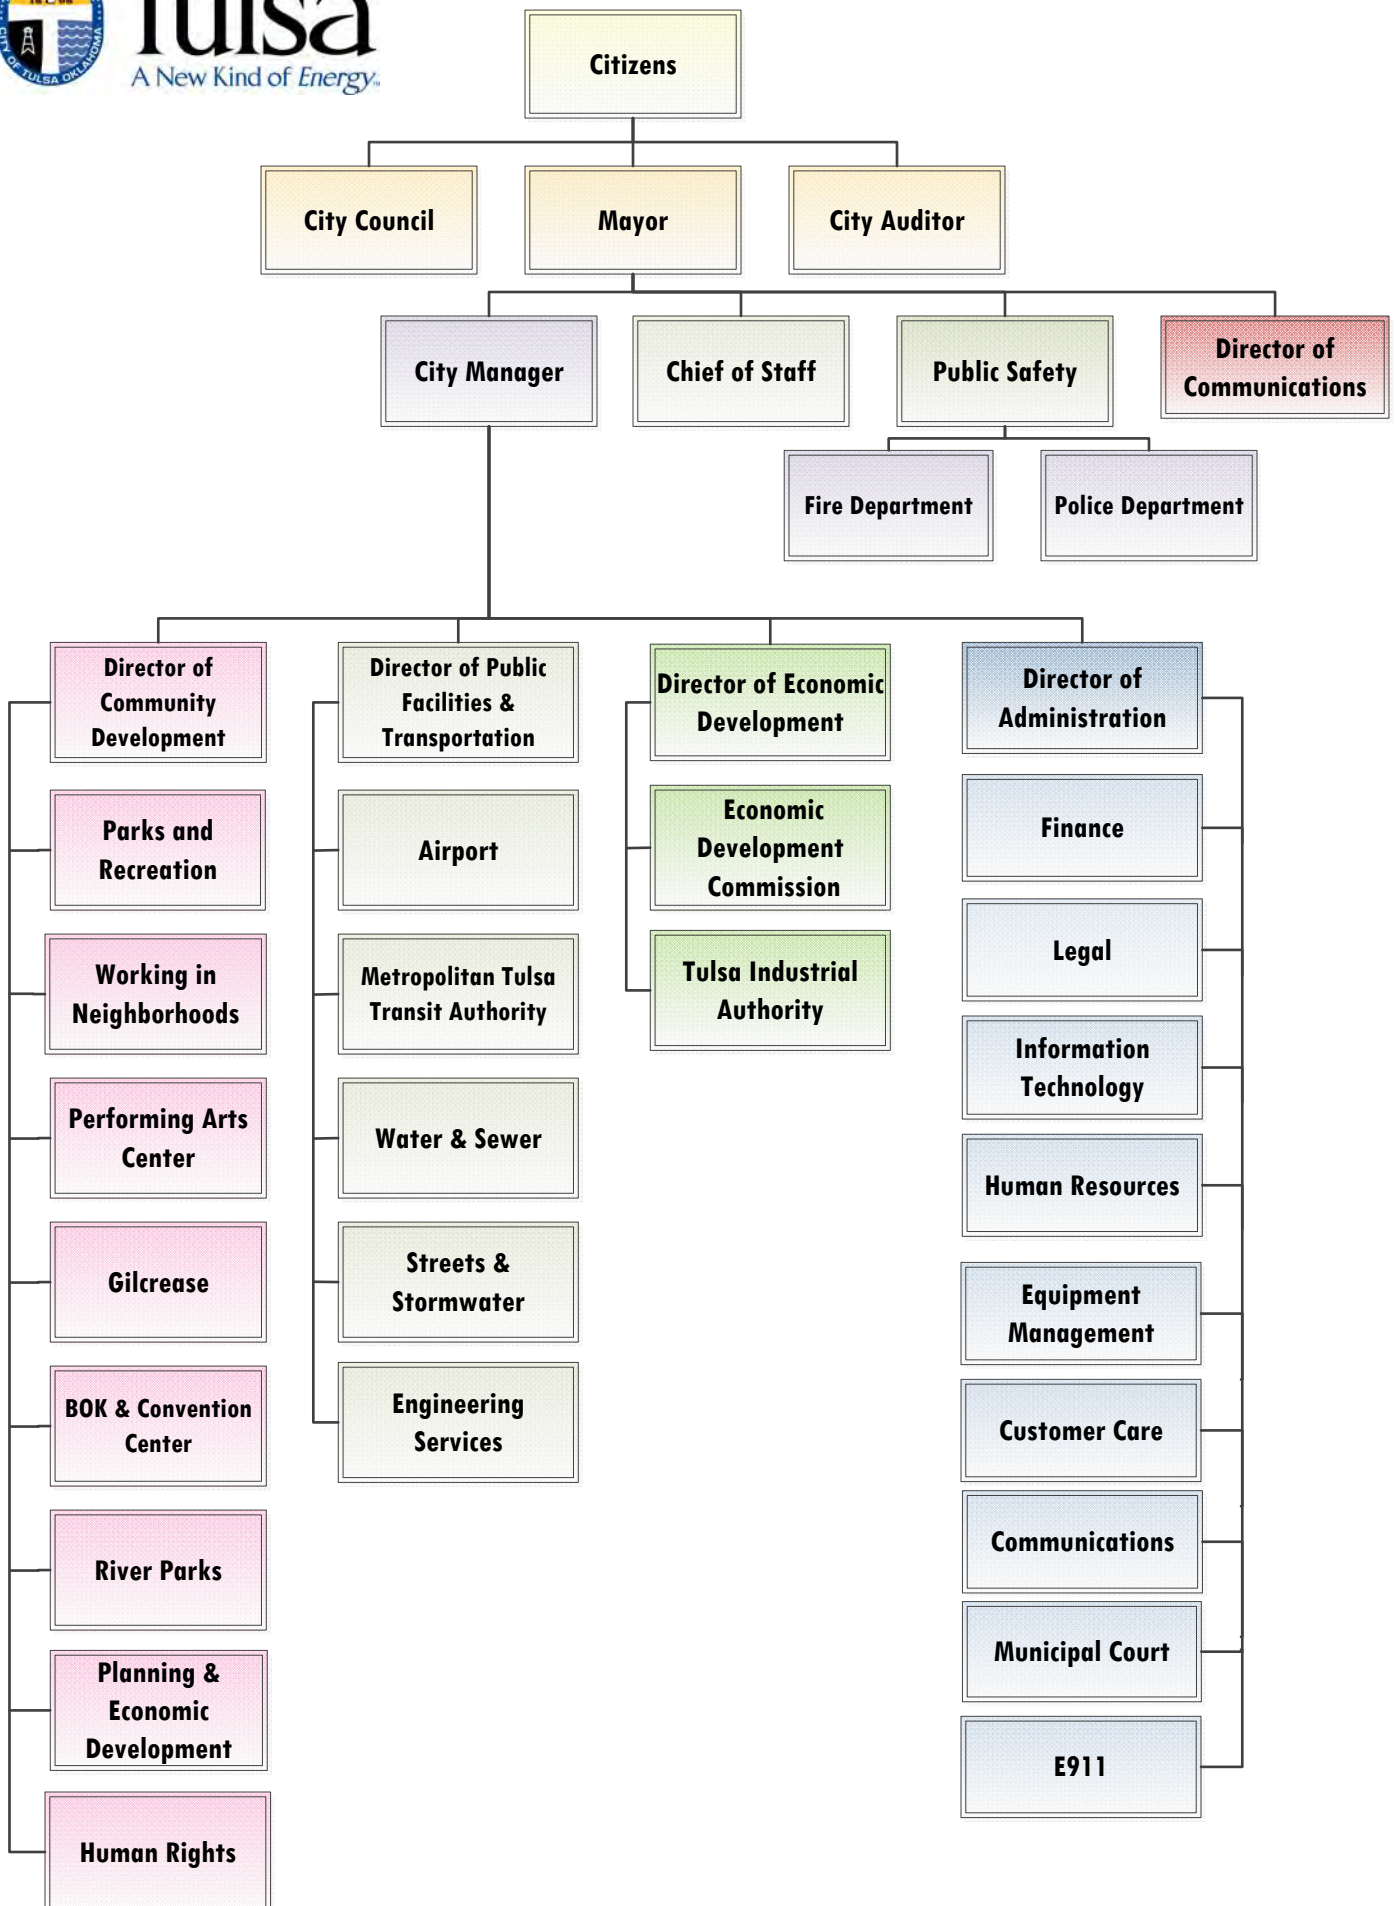 Tulsa
A New Kind of Energy
CITY OF TULSA OKLAHOMA
Citizens
City Council
Mayor
City Auditor
City Manager
Chief of Staff
Public Safety
Director of
Communications
Fire Department
Police Department
Director of
Community
Development
Parks and
Recreation
Working in
Neighborhoods
Performing Arts
Center
Gilcrease
BOK & Convention
Center
River Parks
Planning &
Economic
Development
Human Rights
Director of Public
Facilities &
Transportation
Airport
Metropolitan Tulsa
Transit Authority
Water & Sewer
Streets &
Stormwater
Engineering
Services
Director of Economic
Development
Economic
Development
Commission
Tulsa Industrial
Authority
Director of
Administration
Finance
Legal
Information
Technology
Human Resources
Equipment
Management
Customer Care
Communications
Municipal Court
E911